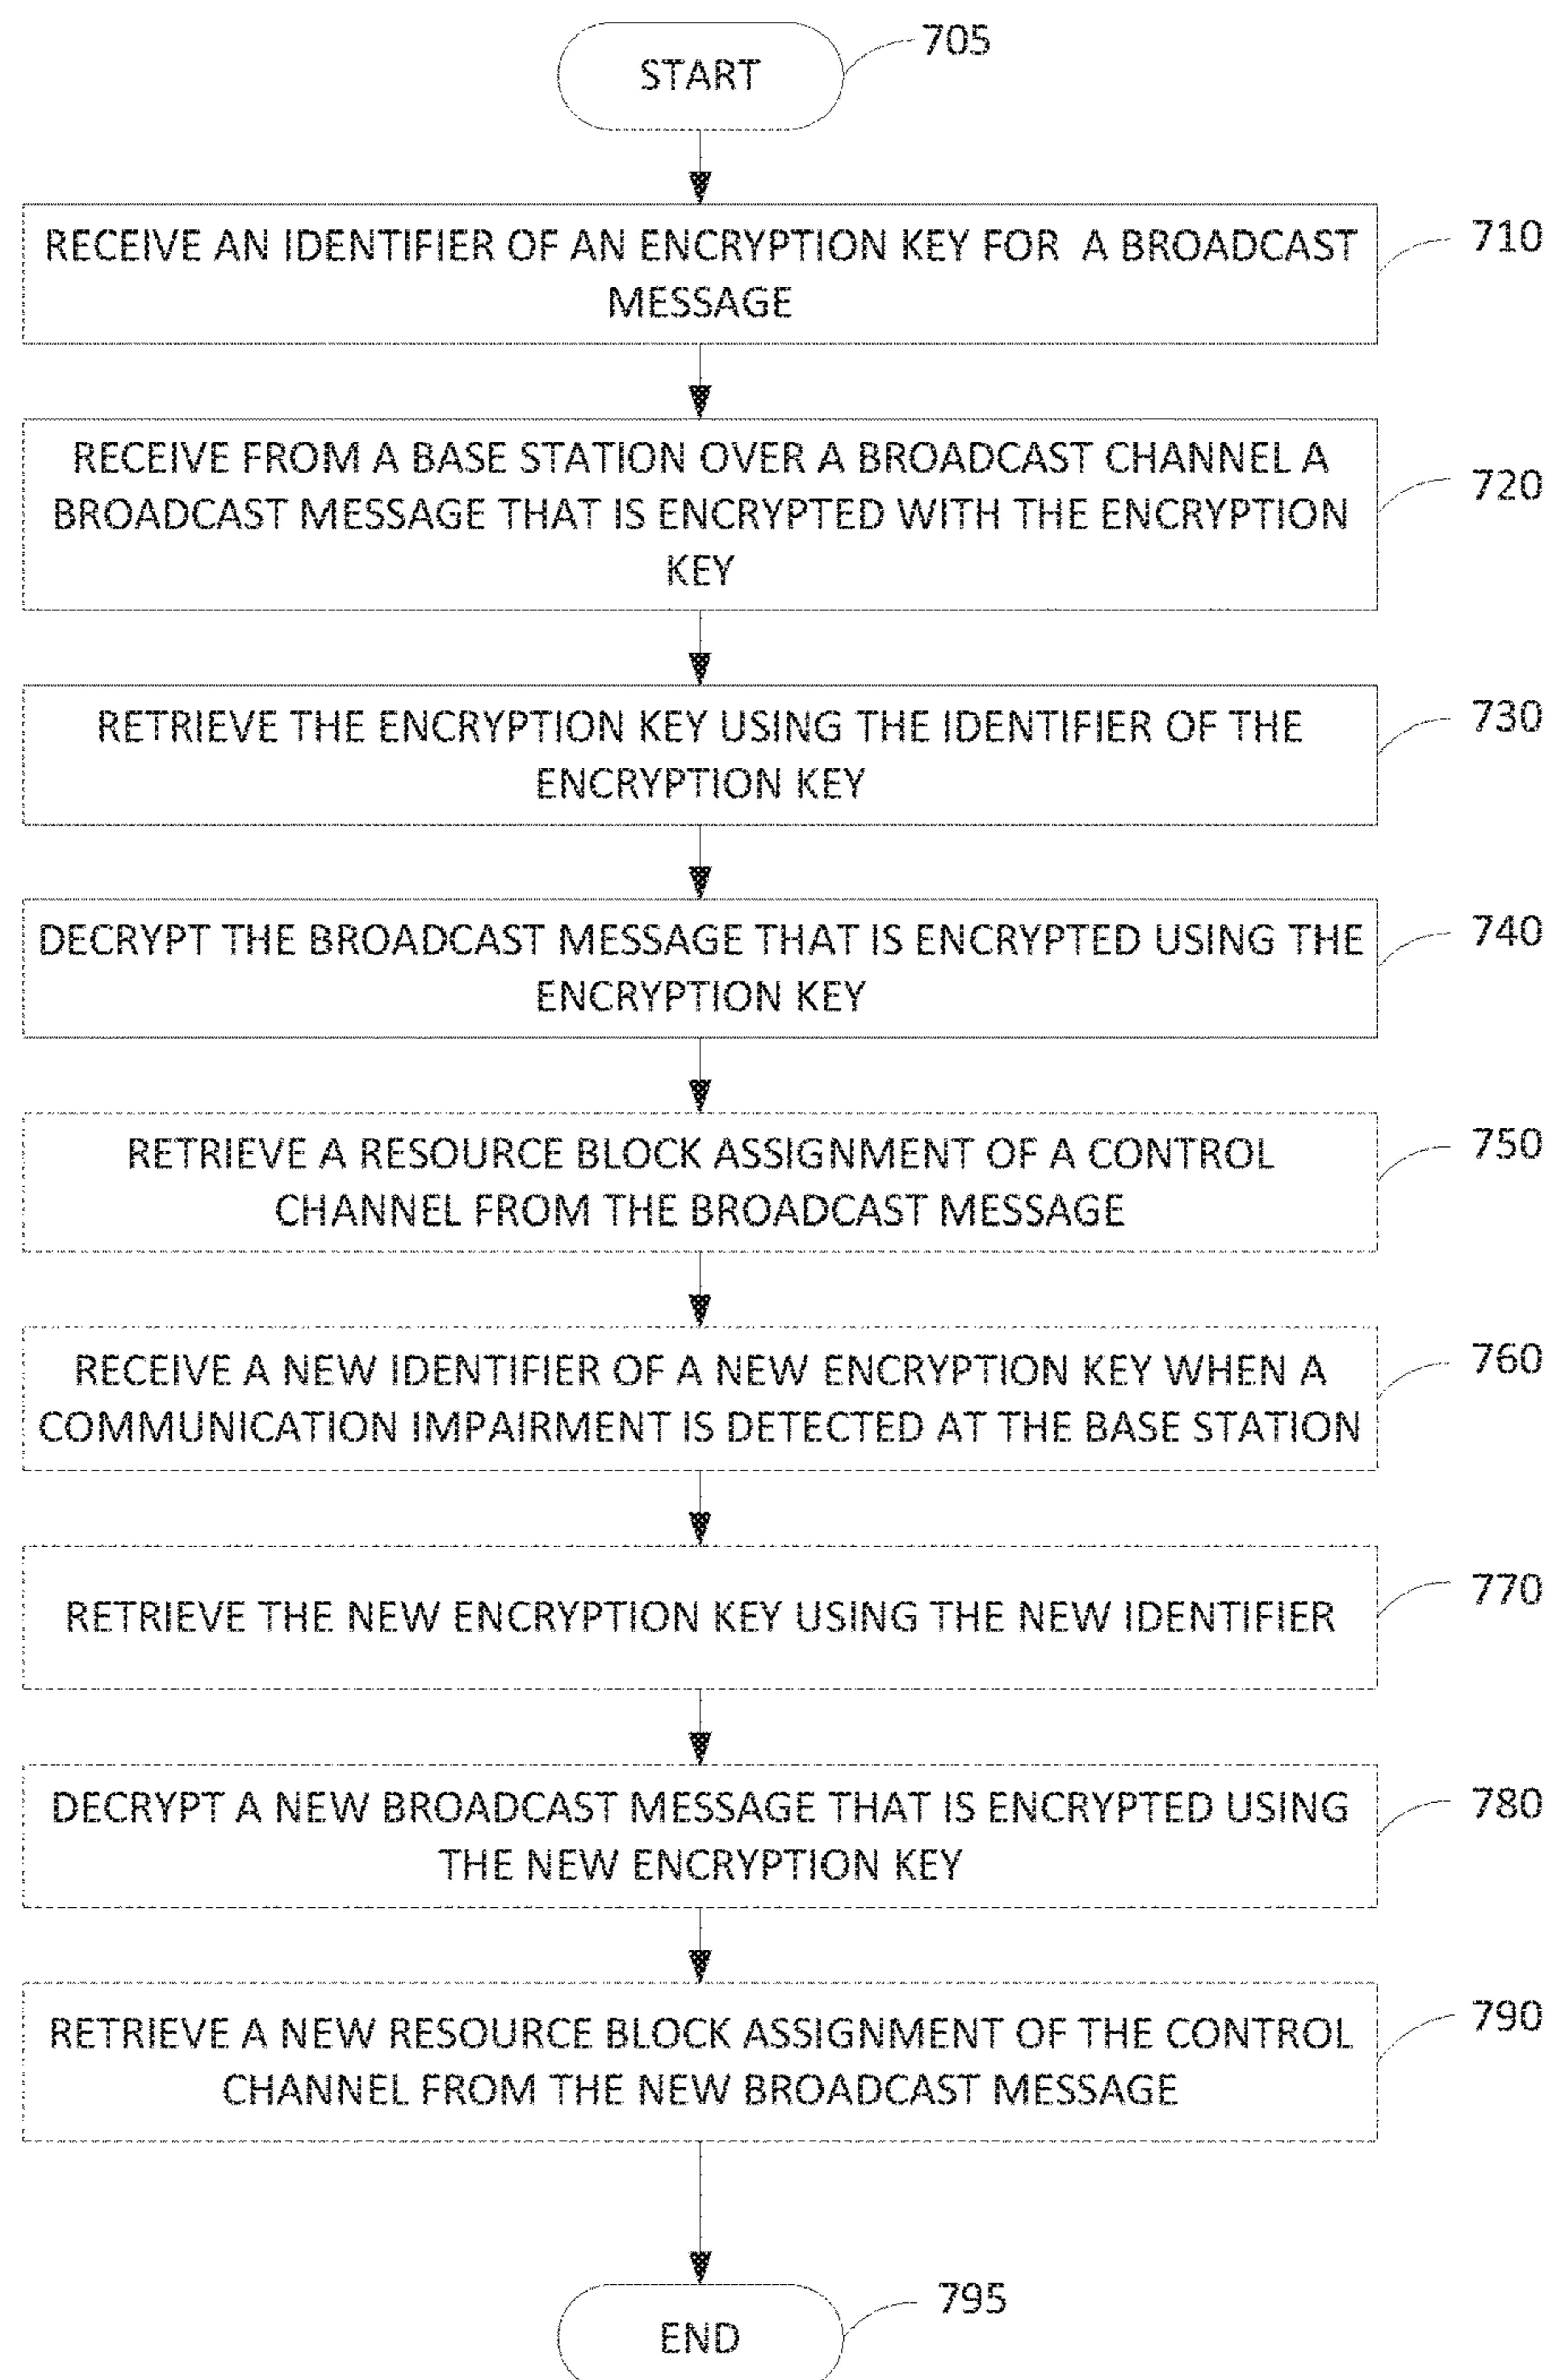 START
705
RECEIVE AN IDENTIFIER OF AN ENCRYPTION KEY FOR A BROADCAST
MESSAGE
710
RECEIVE FROM A BASE STATION OVER A BROADCAST CHANNEL A
BROADCAST MESSAGE THAT IS ENCRYPTED WITH THE ENCRYPTION
KEY
720
RETRIEVE THE ENCRYPTION KEY USING THE IDENTIFIER OF THE
ENCRYPTION KEY
730
DECRYPT THE BROADCAST MESSAGE THAT IS ENCRYPTED USING THE
ENCRYPTION KEY
740
RETRIEVE A RESOURCE BLOCK ASSIGNMENT OF A CONTROL
CHANNEL FROM THE BROADCAST MESSAGE
750
RECEIVE A NEW IDENTIFIER OF A NEW ENCRYPTION KEY WHEN A
COMMUNICATION IMPAIRMENT IS DETECTED AT THE BASE STATION
760
RETRIEVE THE NEW ENCRYPTION KEY USING THE NEW IDENTIFIER
770
DECRYPT A NEW BROADCAST MESSAGE THAT IS ENCRYPTED USING
THE NEW ENCRYPTION KEY
780
RETRIEVE A NEW RESOURCE BLOCK ASSIGNMENT OF THE CONTROL
CHANNEL FROM THE NEW BROADCAST MESSAGE
790
END
795